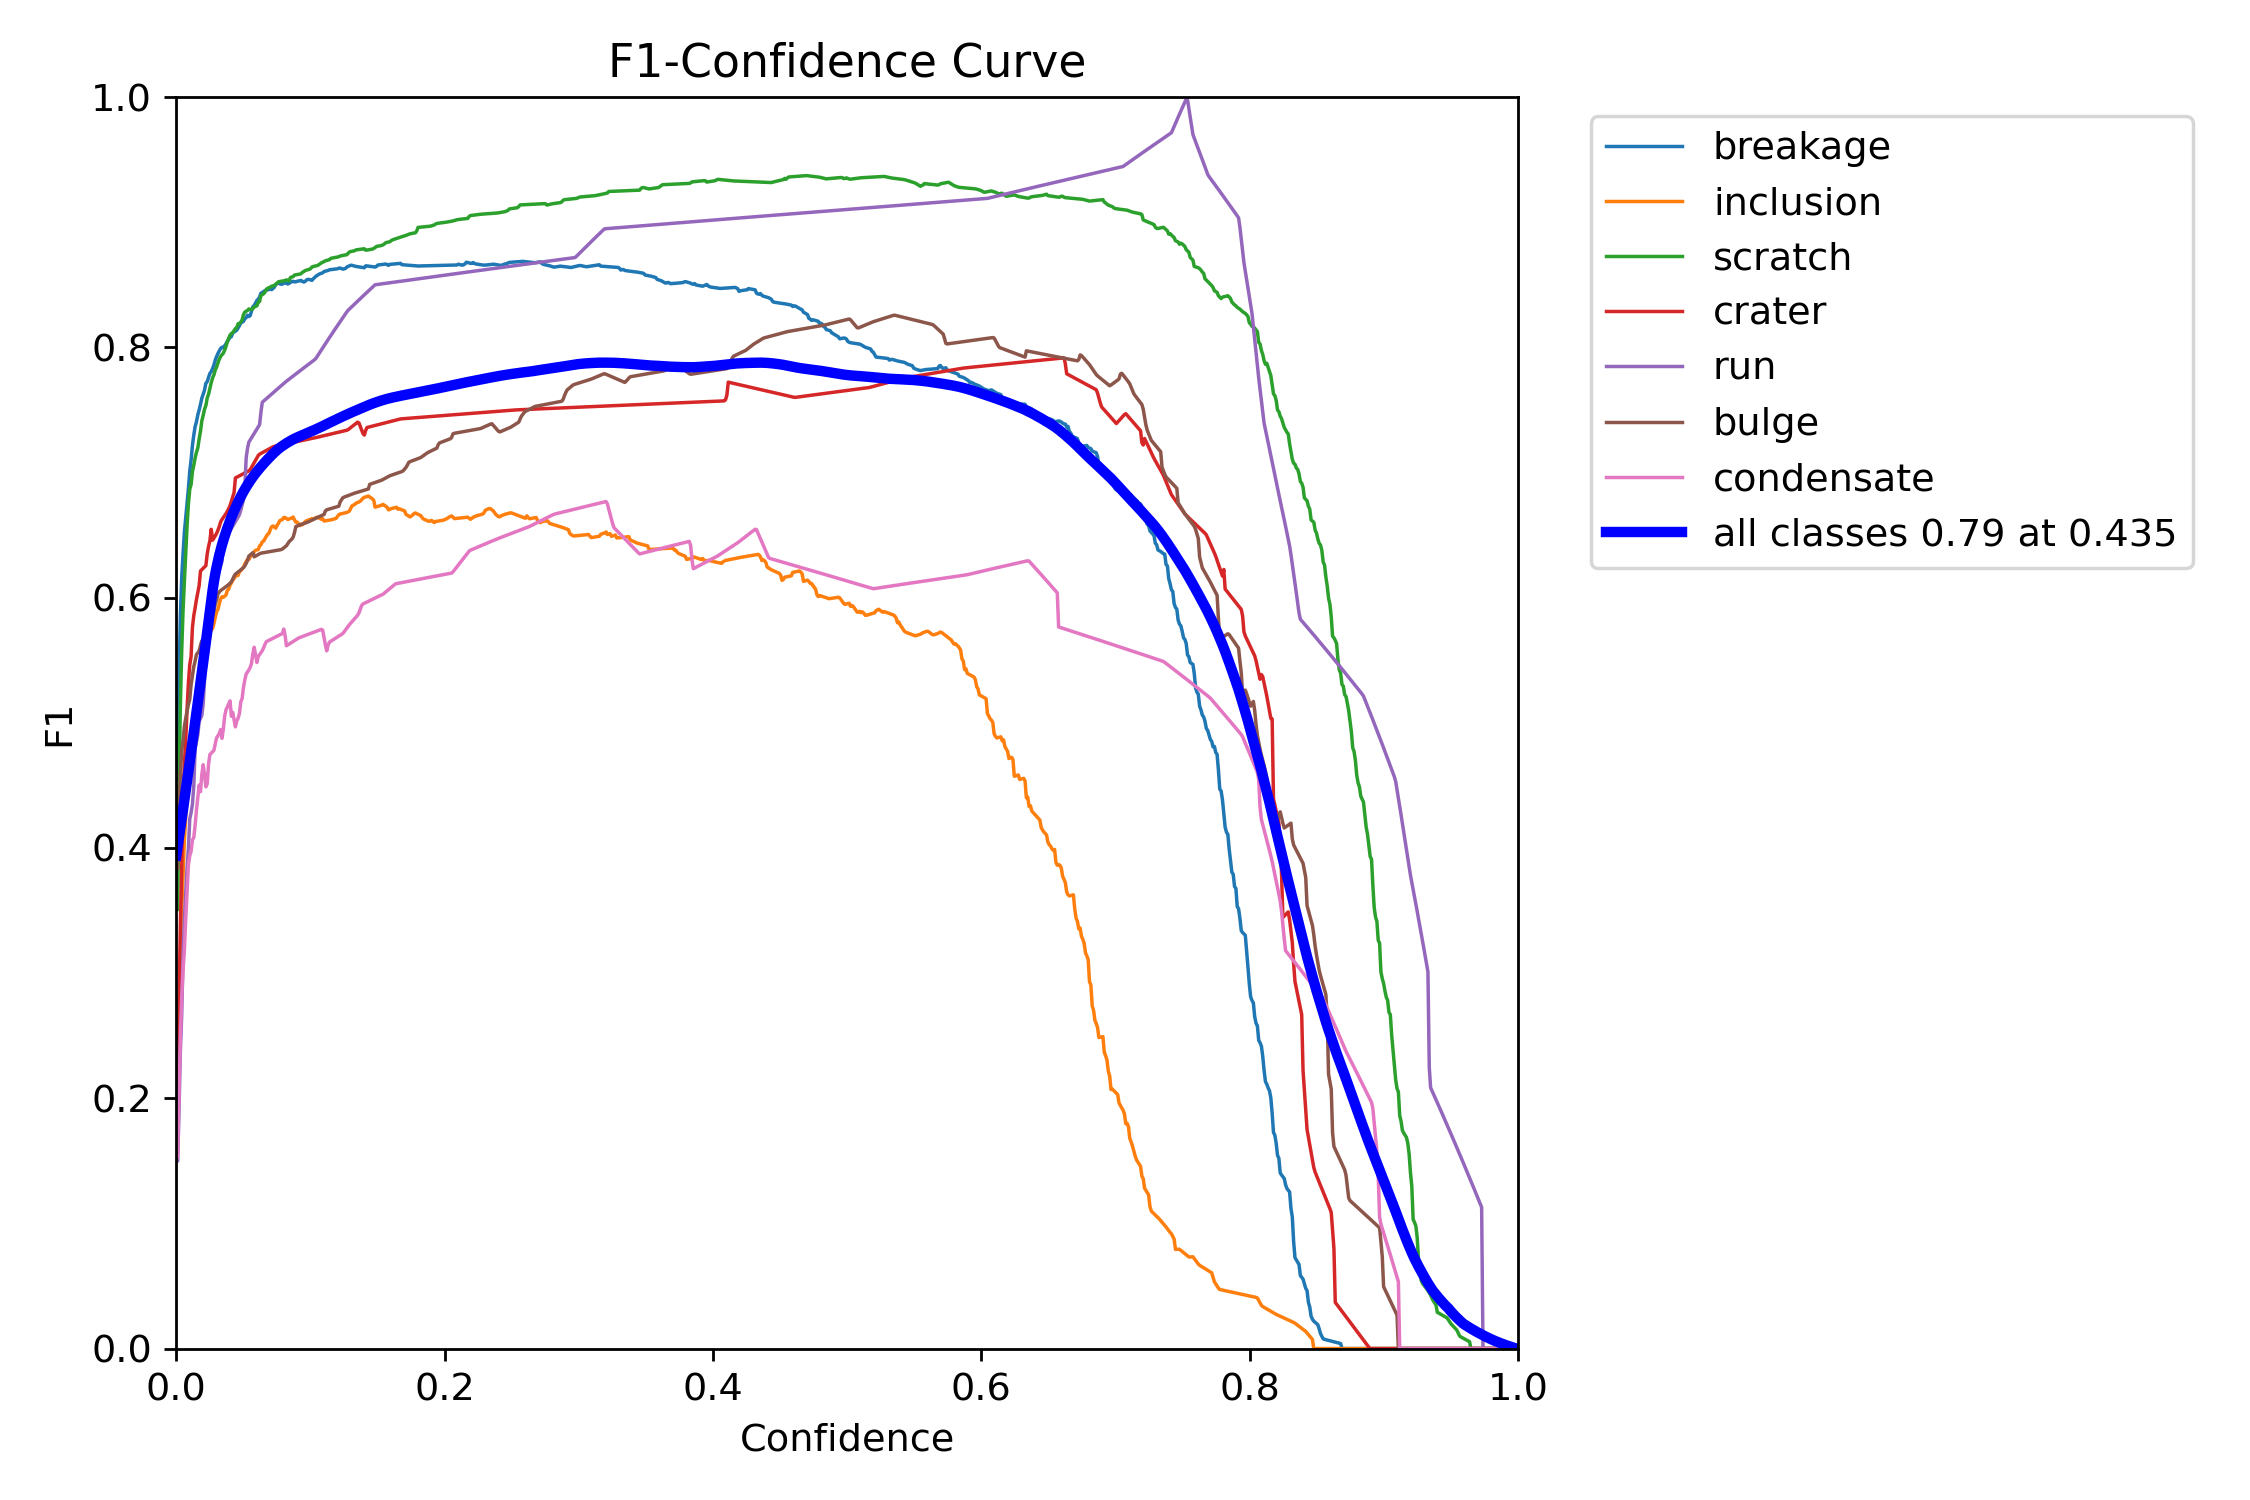 F1-Confidence Curve
1.0
0.8
0.6
0.4
0.2
0.0
F1
0.0 0.2 0.4 0.6 0.8 1.0
Confidence
breakage
inclusion
scratch
crater
run
bulge
condensate
all classes 0.79 at 0.435